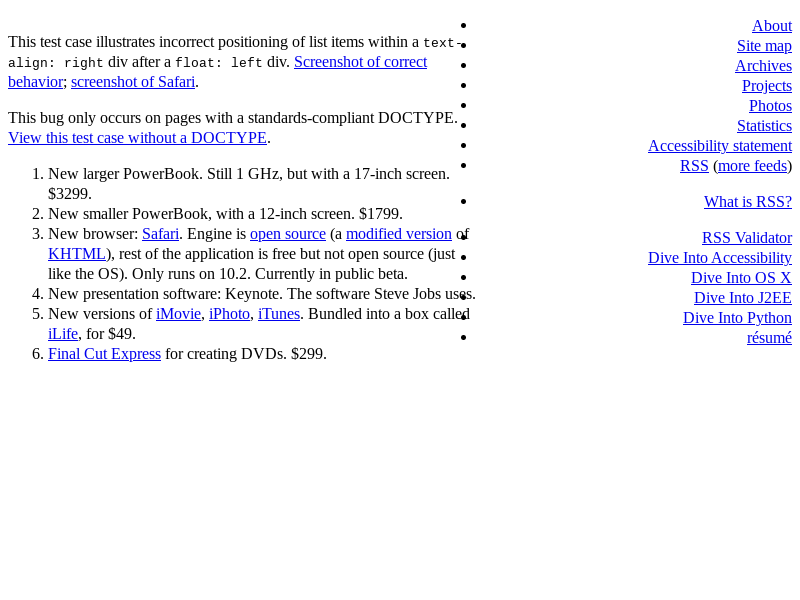 This test case illustrates incorrect positioning of list items within a text-
align: right div after a float: left div. Screenshot of correct
behavior; screenshot of Safari.
This bug only occurs on pages with a standards-compliant DOCTYPE.
View this test case without a DOCTYPE.
1. New larger PowerBook. Still 1 GHz, but with a 17-inch screen.
$3299.
2. New smaller PowerBook, with a 12-inch screen. $1799.
3. New browser: Safari. Engine is open source (a modified version of
KHTML), rest of the application is free but not open source (just
like the OS). Only runs on 10.2. Currently in public beta.
4. New presentation software: Keynote. The software Steve Jobs uses.
5. New versions of iMovie, iPhoto, iTunes. Bundled into a box called
iLife, for $49.
6. Final Cut Express for creating DVDs. $299.
About
Site map
Archives
Projects
Photos
Statistics
Accessibility statement
RSS (more feeds)
What is RSS?
RSS Validator
Dive Into Accessibility
Dive Into OS X
Dive Into J2EE
Dive Into Python
résumé